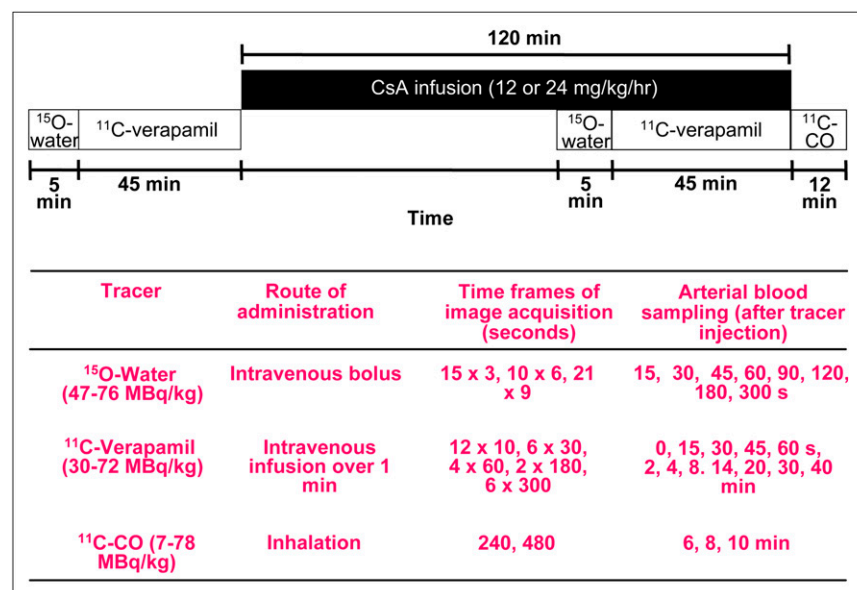 120 min
CsA infusion (12 or 24 mg/kg/hr)
¹⁵O-
water
¹¹C-verapamil
¹⁵O-
water
¹¹C-verapamil
¹¹C-
CO
5
min
45 min
5
min
45 min
12
min
Time
Tracer
Route of
administration
Time frames of
image acquisition
(seconds)
Arterial blood
sampling (after tracer
injection)
¹⁵O-Water
(47-76 MBq/kg)
Intravenous bolus
15 x 3, 10 x 6, 21
x 9
15, 30, 45, 60, 90, 120,
180, 300 s
¹¹C-Verapamil
(30-72 MBq/kg)
Intravenous
infusion over 1
min
12 x 10, 6 x 30,
4 x 60, 2 x 180,
6 x 300
0, 15, 30, 45, 60 s,
2, 4, 8. 14, 20, 30, 40
min
¹¹C-CO (7-78
MBq/kg)
Inhalation
240, 480
6, 8, 10 min